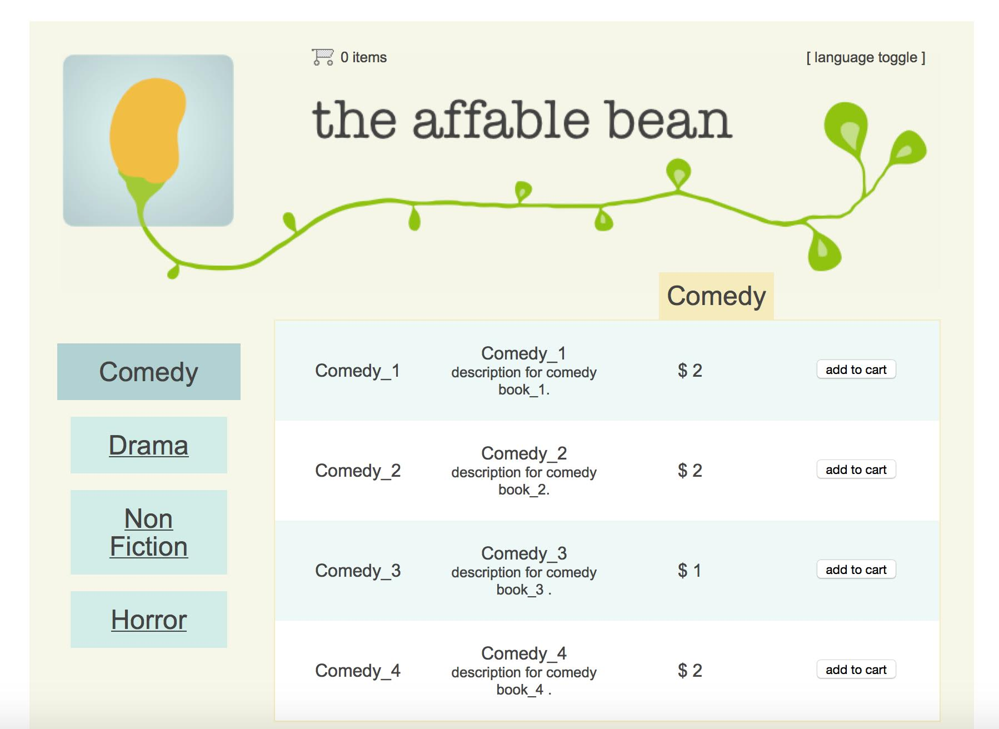 0 items
[ language toggle ]
the affable bean
Comedy
Comedy
Drama
Non
Fiction
Horror
Comedy_1
Comedy_1
description for comedy
book_1.
$ 2
add to cart
Comedy_2
Comedy_2
description for comedy
book_2.
$ 2
add to cart
Comedy_3
Comedy_3
description for comedy
book_3 .
$ 1
add to cart
Comedy_4
Comedy_4
description for comedy
book_4 .
$ 2
add to cart